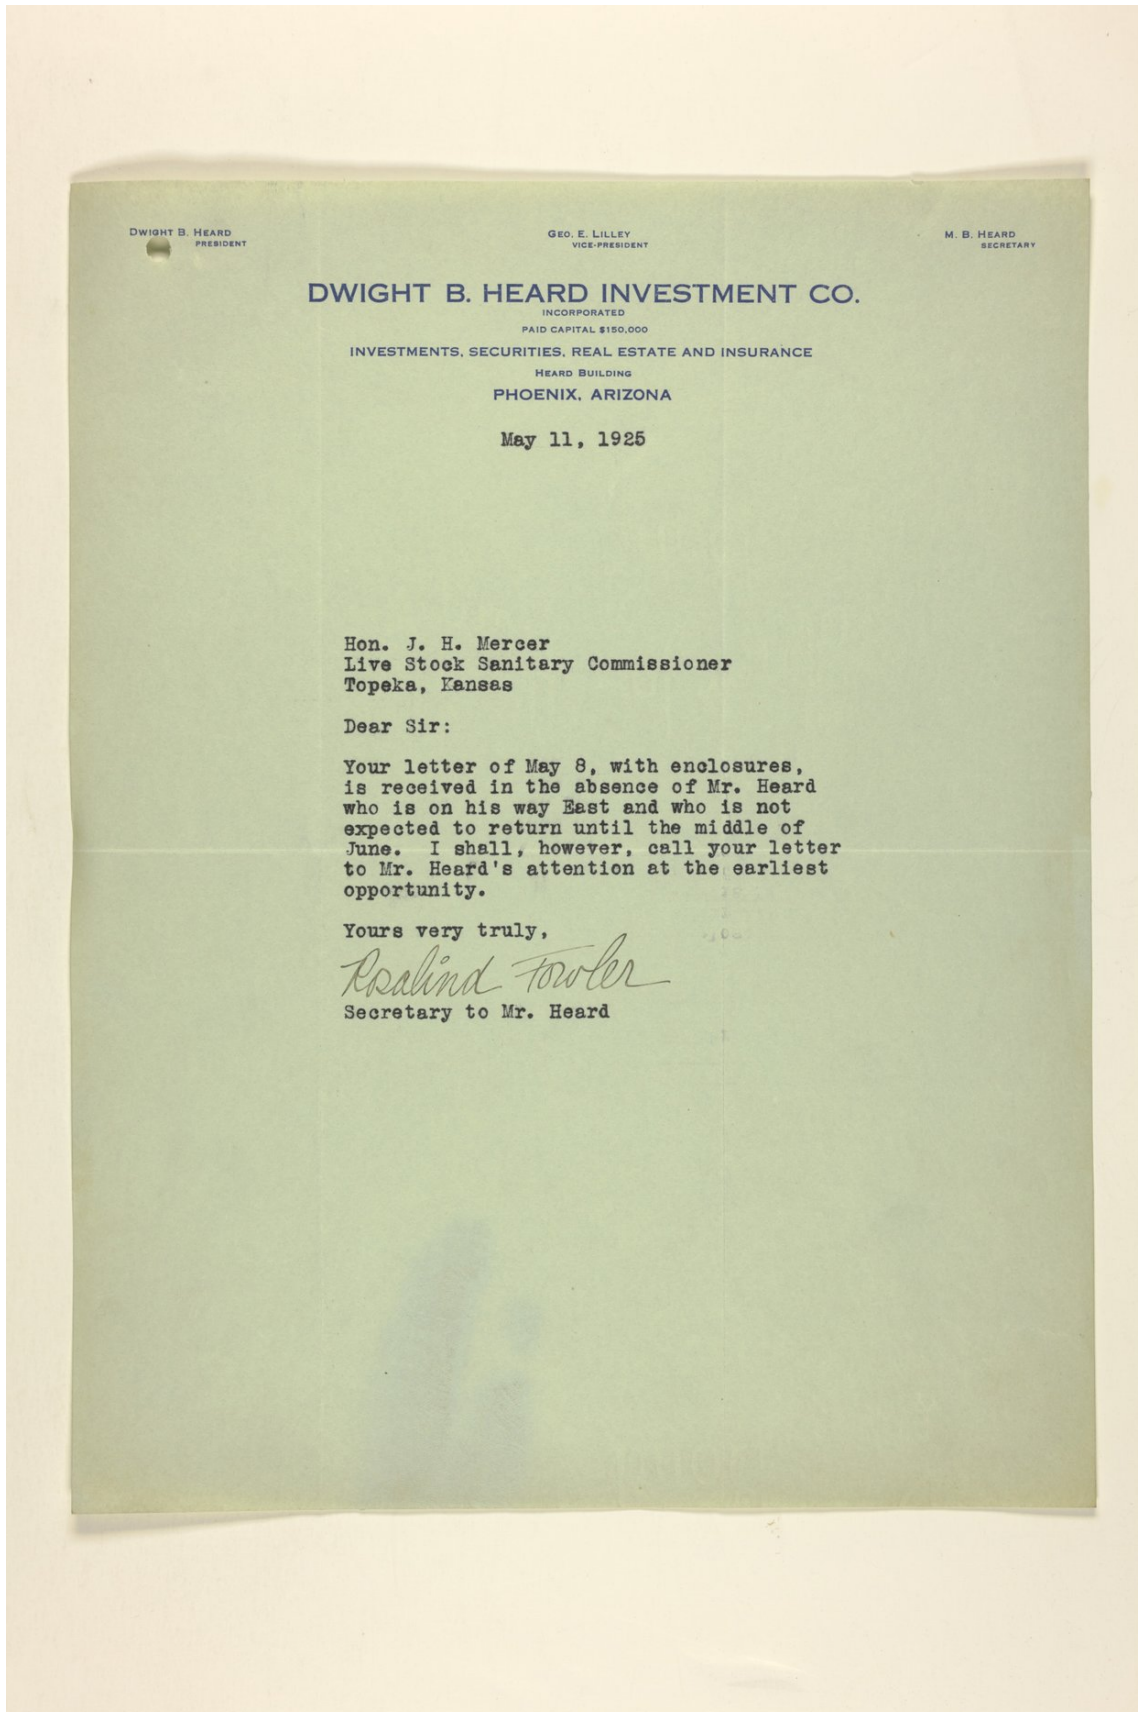 DWIGHT B. HEARD
PRESIDENT
GEO. E. LILLEY
VICE-PRESIDENT
M. B. HEARD
SECRETARY
DWIGHT B. HEARD INVESTMENT CO.
INCORPORATED
PAID CAPITAL $150,000
INVESTMENTS, SECURITIES, REAL ESTATE AND INSURANCE
HEARD BUILDING
PHOENIX, ARIZONA
May 11, 1925
Hon. J. H. Mercer
Live Stock Sanitary Commissioner
Topeka, Kansas
Dear Sir:
Your letter of May 8, with enclosures,
is received in the absence of Mr. Heard
who is on his way East and who is not
expected to return until the middle of
June. I shall, however, call your letter
to Mr. Heard's attention at the earliest
opportunity.
Yours very truly,
Rosalind Fowler
Secretary to Mr. Heard